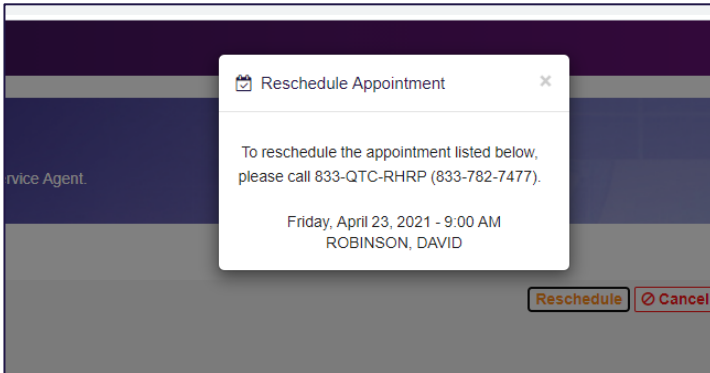 Reschedule Appointment ×
To reschedule the appointment listed below,
please call 833-QTC-RHRP (833-782-7477).
rvice Agent.
Friday, April 23, 2021 - 9:00 AM
ROBINSON, DAVID
Reschedule Cancel